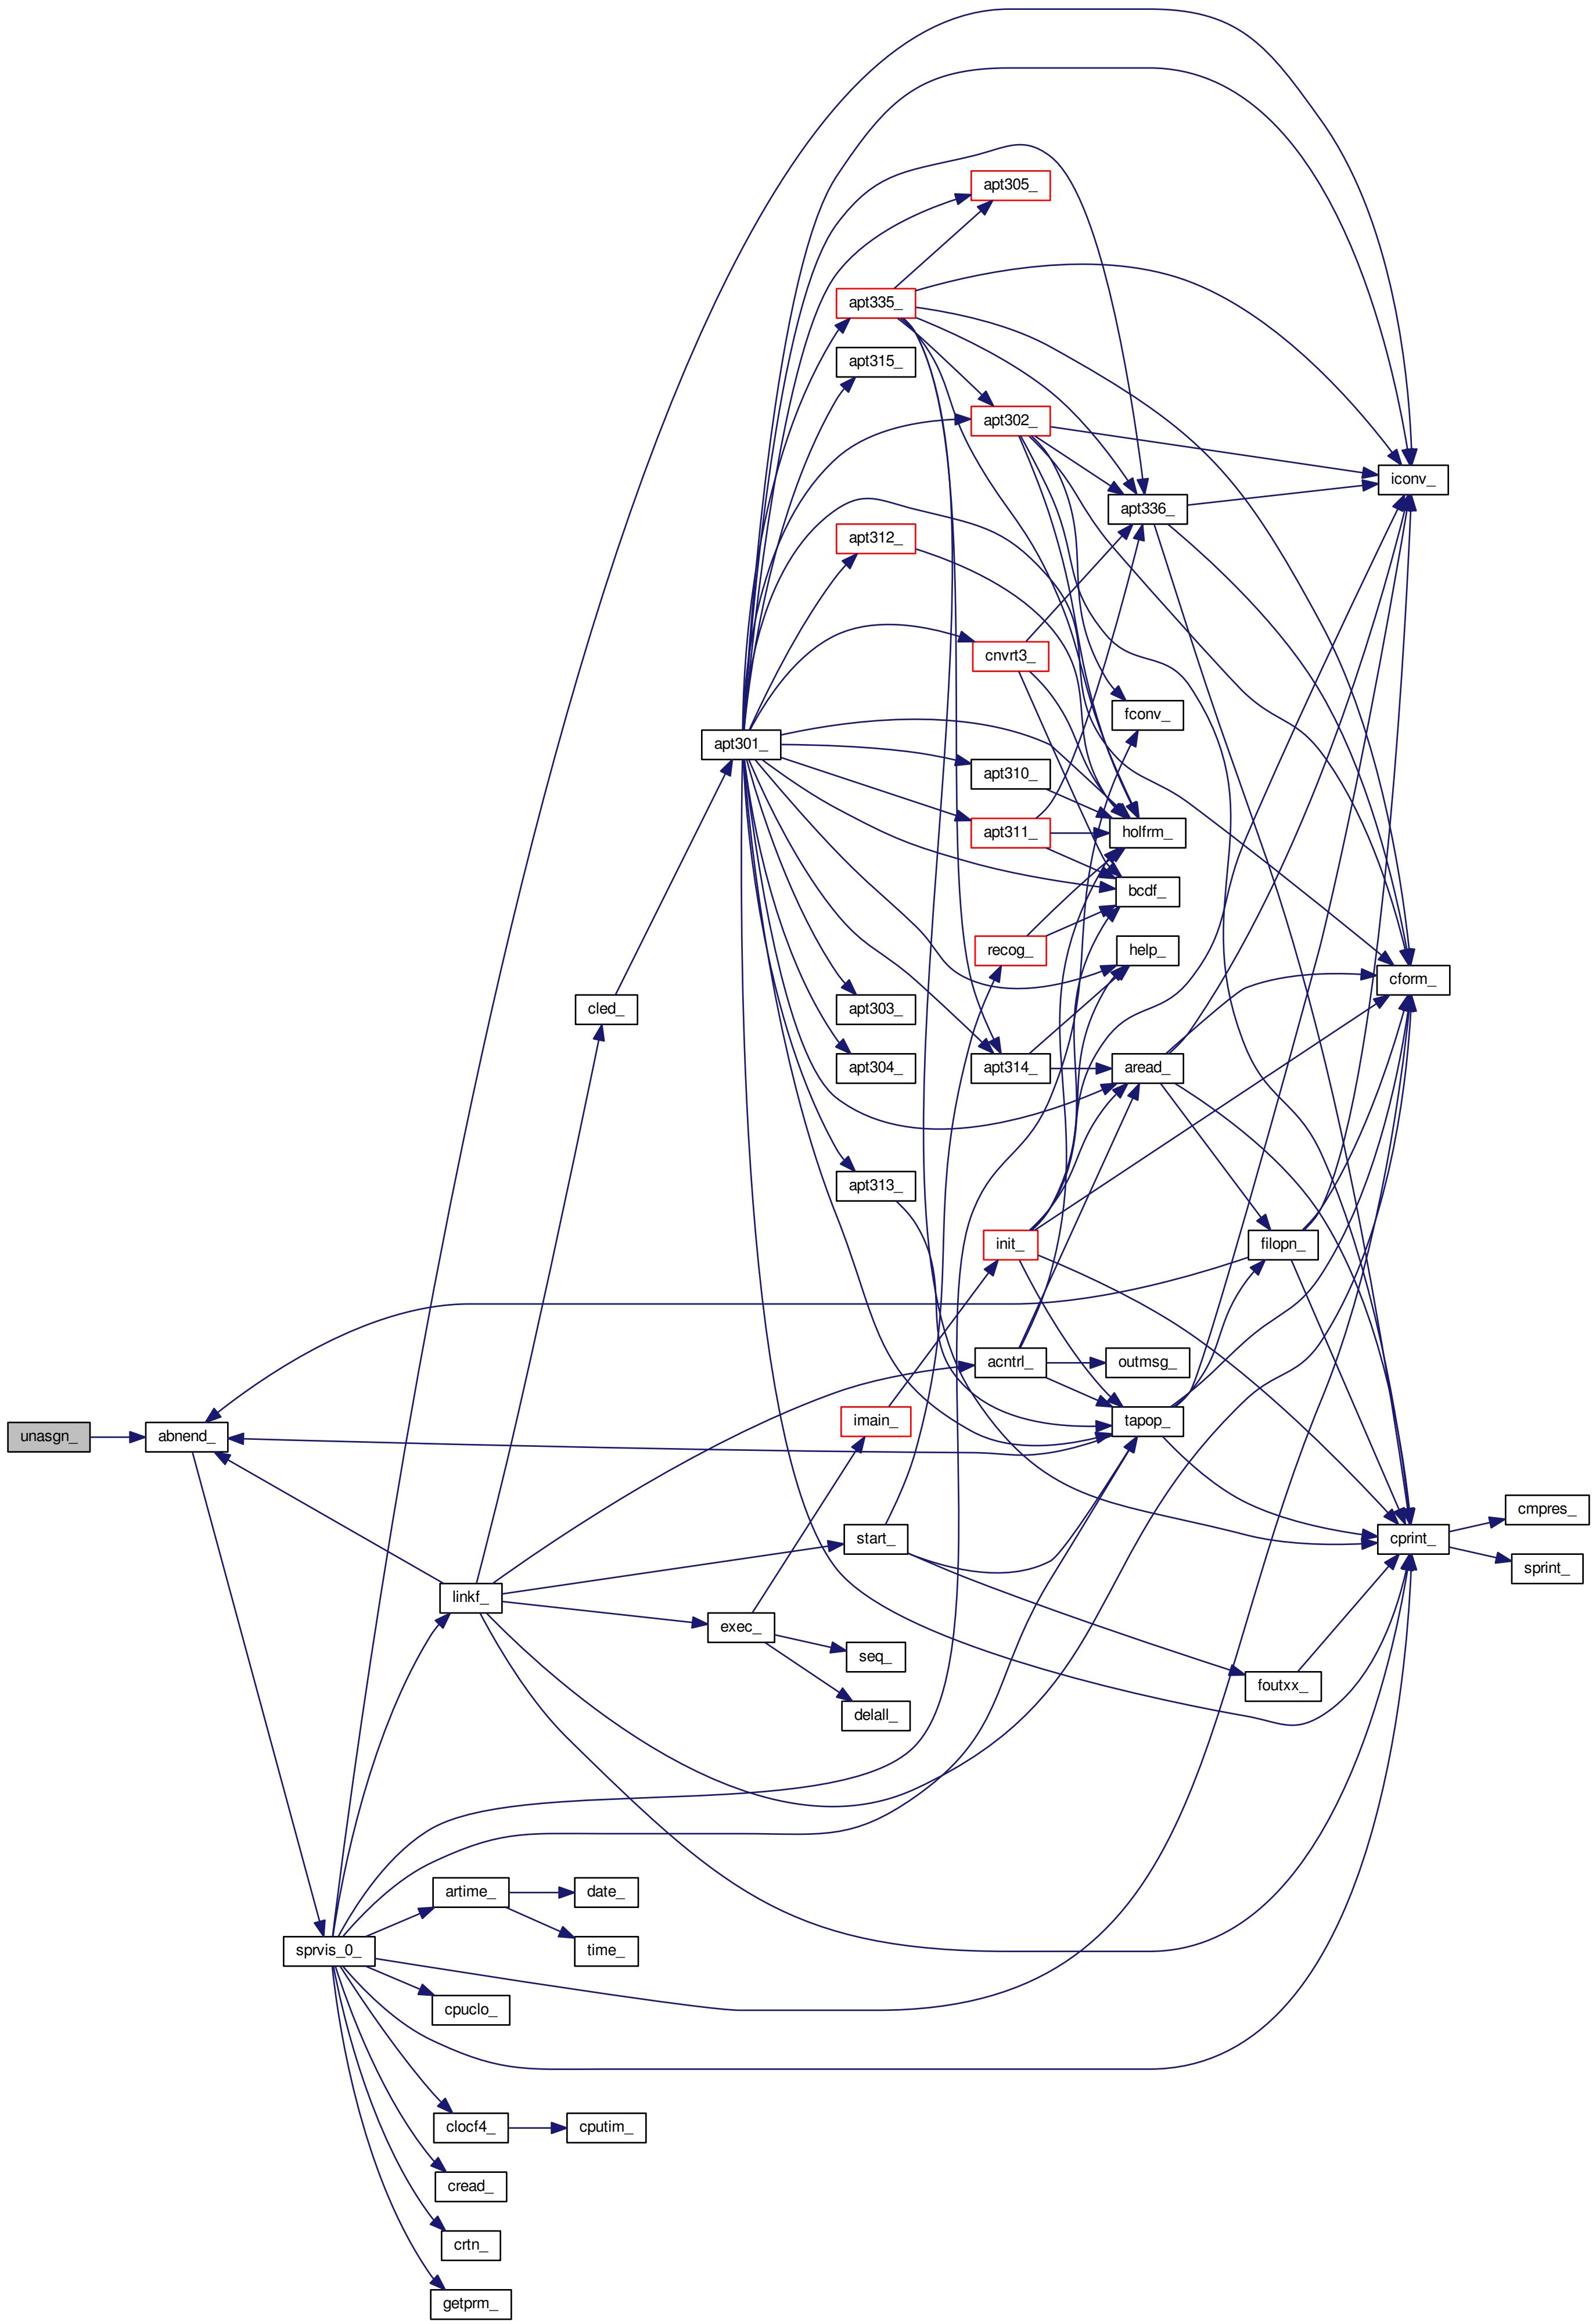 apt305_
apt335_
apt315_
apt302_
iconv_
apt336_
apt312_
cnvrt3_
fconv_
apt301_
apt310_
holfrm_
apt311_
bcdf_
recog_
help_
cform_
cled_
apt303_
apt304_
apt314_
aread_
apt313_
init_
filopn_
acntrl_
outmsg_
imain_
tapop_
unasgn_
abnend_
cmpres_
start_
cprint_
sprint_
linkf_
exec_
seq_
foutxx_
delall_
artime_
date_
sprvis_0_
time_
cpuclo_
clocf4_
cputim_
cread_
crtn_
getprm_